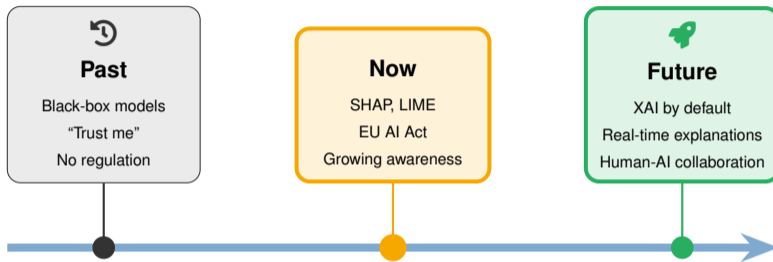 Past
Black-box models
“Trust me”
No regulation
Now
SHAP, LIME
EU AI Act
Growing awareness
Future
XAI by default
Real-time explanations
Human-AI collaboration